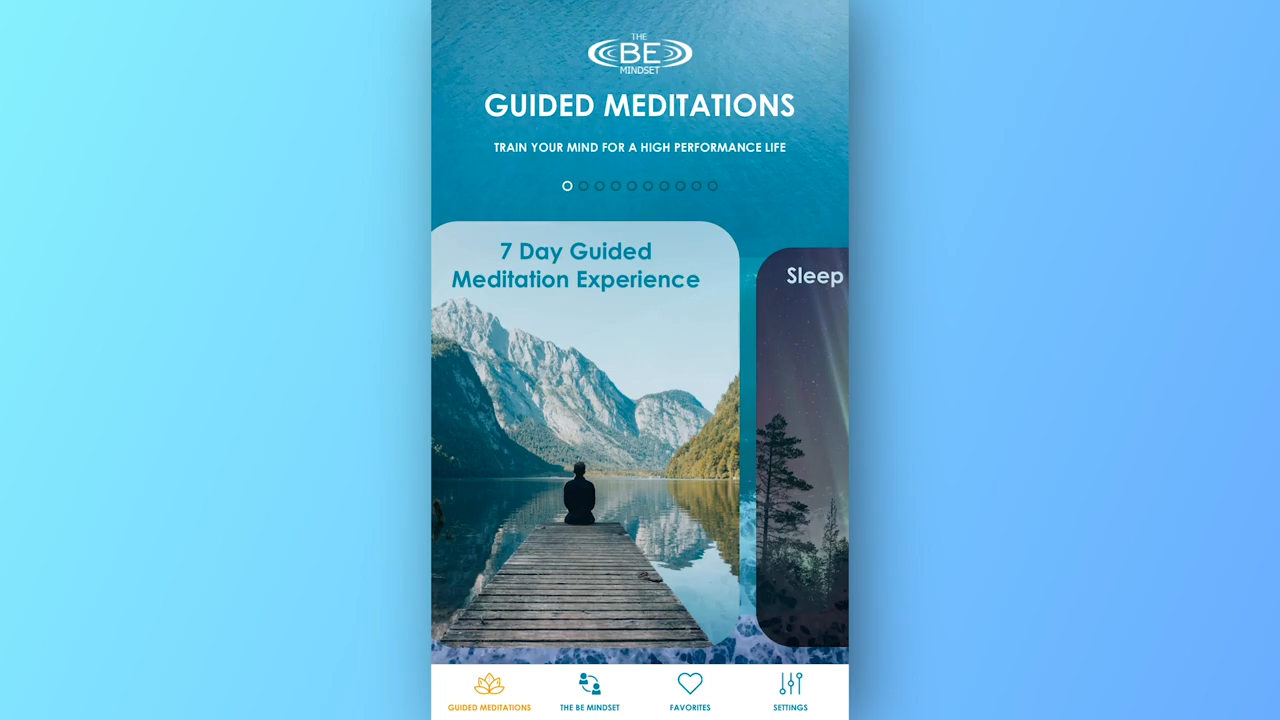 THE
BE
MINDSET
GUIDED MEDITATIONS
TRAIN YOUR MIND FOR A HIGH PERFORMANCE LIFE
7 Day Guided
Meditation Experience
Sleep
GUIDED MEDITATIONS
THE BE MINDSET
FAVORITES
SETTINGS